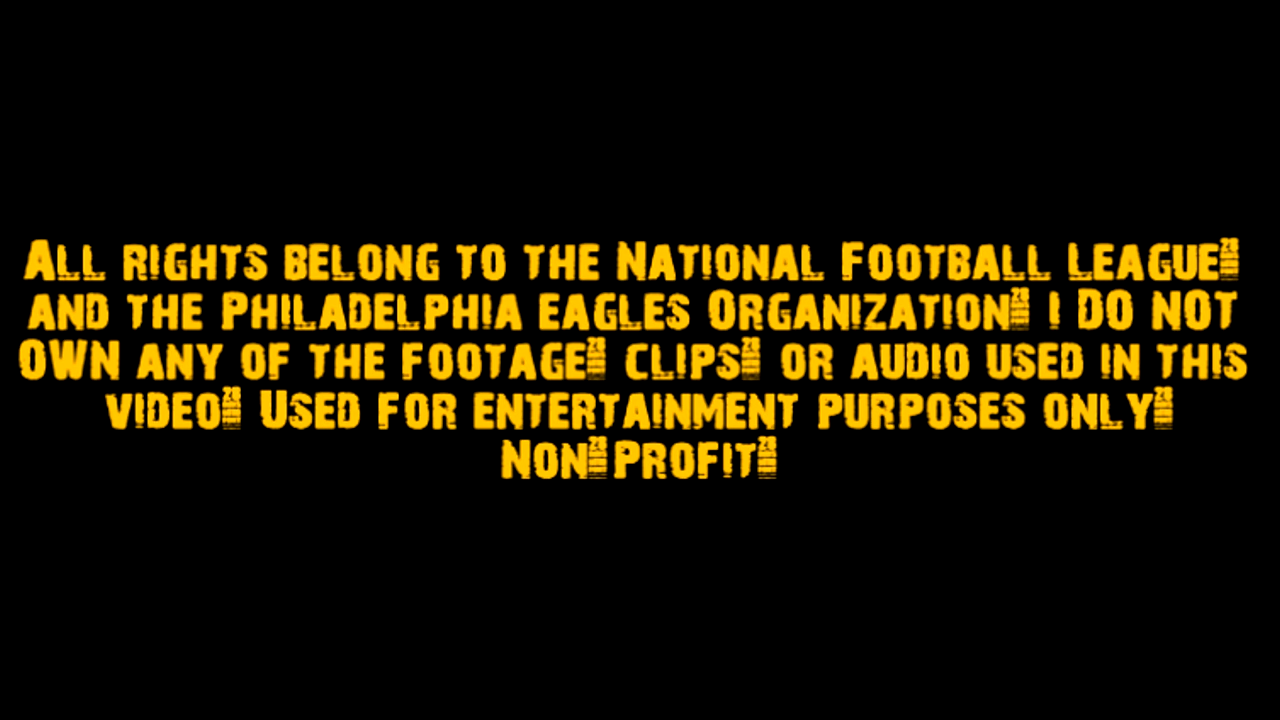 All rights belong to the National Football League
and the Philadelphia Eagles Organization I DO NOT
OWN any of the footage clips or audio used in this
video Used for entertainment purposes only
Non Profit